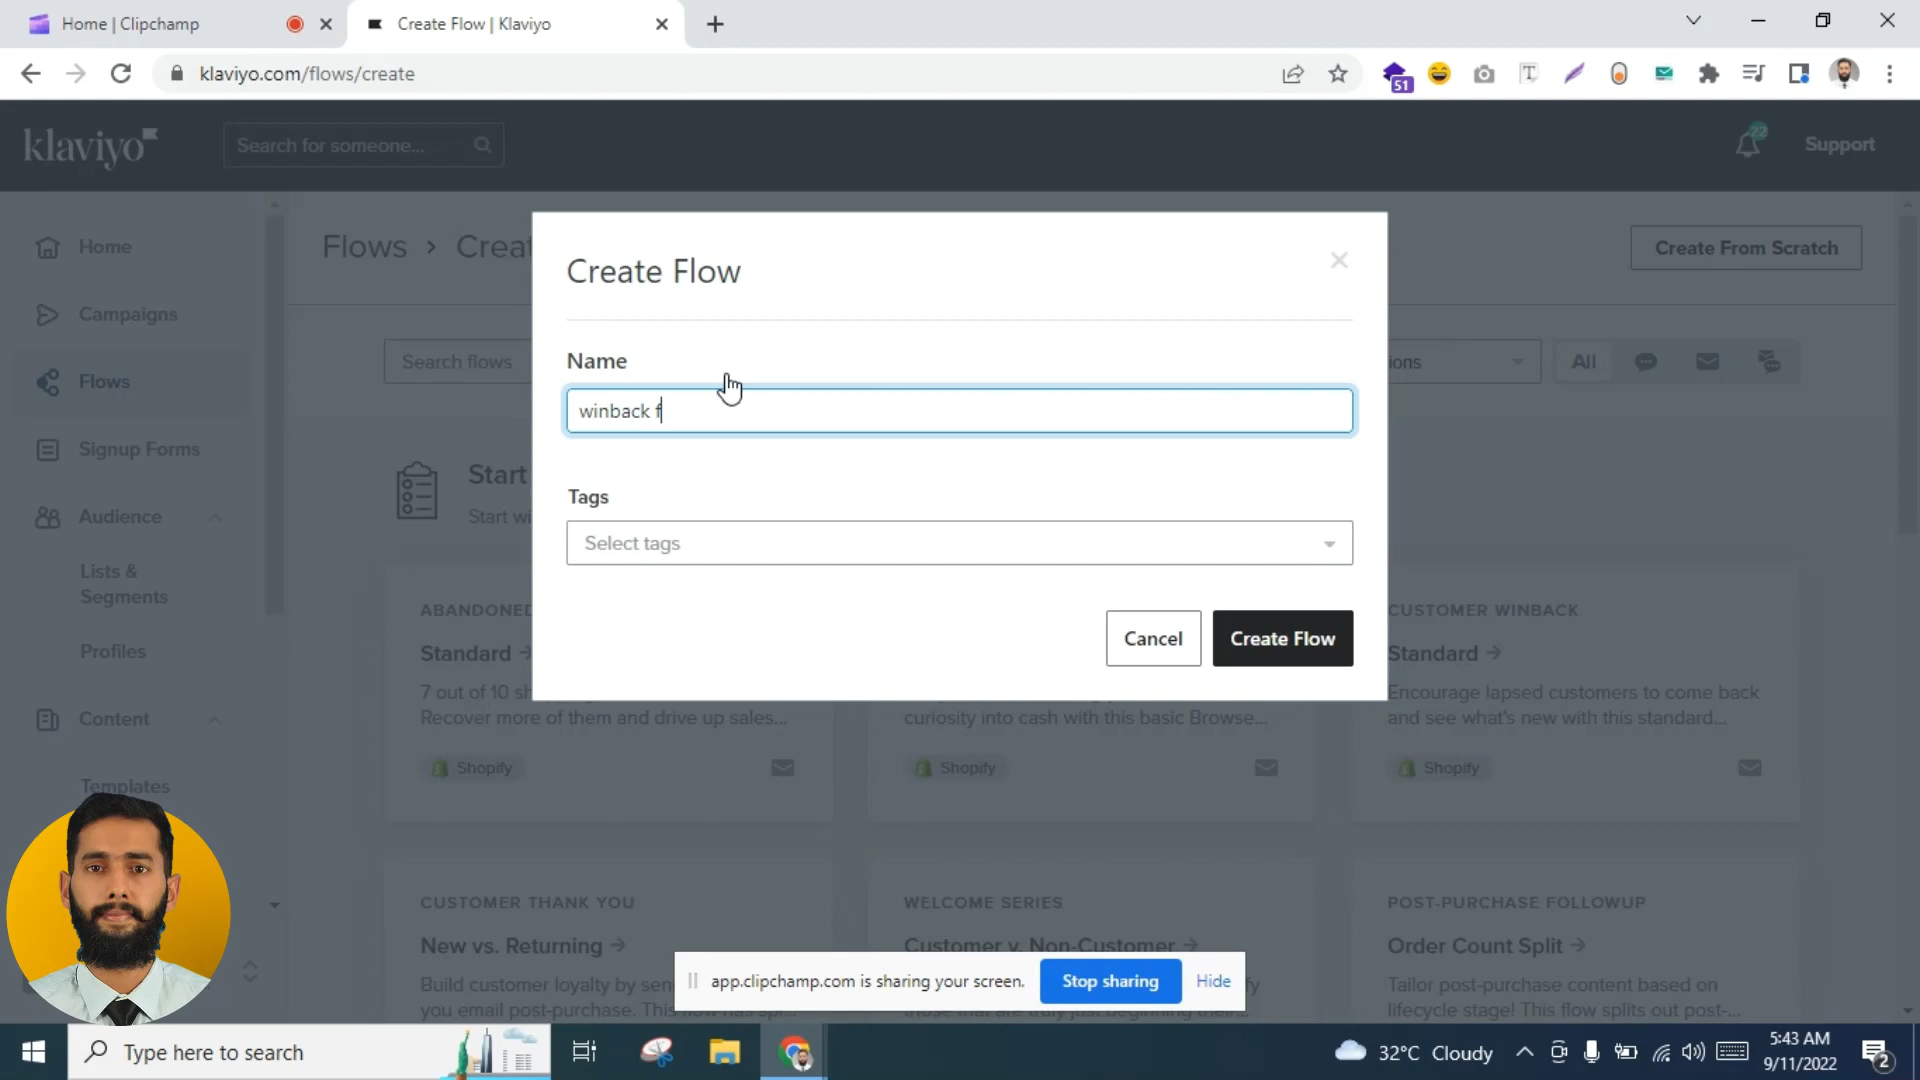 Home | Clipchamp
Create Flow | Klaviyo
klaviyo.com/flows/create
51
klaviyo
Search for someone...
22
Support
Home
Campaigns
Flows
Signup Forms
Audience
Lists &
Segments
Profiles
Content
Templates
Flows › Creat
Create From Scratch
Search flows
ions
All
Start
Start wi
Create Flow
Name
winback f
Tags
Select tags
Cancel
Create Flow
ABANDONED
Standard →
7 out of 10 sh
Recover more of them and drive up sales...
Shopify
curiosity into cash with this basic Browse...
Shopify
CUSTOMER WINBACK
Standard →
Encourage lapsed customers to come back
and see what's new with this standard...
Shopify
CUSTOMER THANK YOU
New vs. Returning →
Build customer loyalty by sen
you email post-purchase. This
WELCOME SERIES
Customer v. Non-Customer →
POST-PURCHASE FOLLOWUP
Order Count Split →
Tailor post-purchase content based on
lifecycle stage! This flow splits out post-...
app.clipchamp.com is sharing your screen.
Stop sharing
Hide
Type here to search
32°C Cloudy
5:43 AM
9/11/2022
2